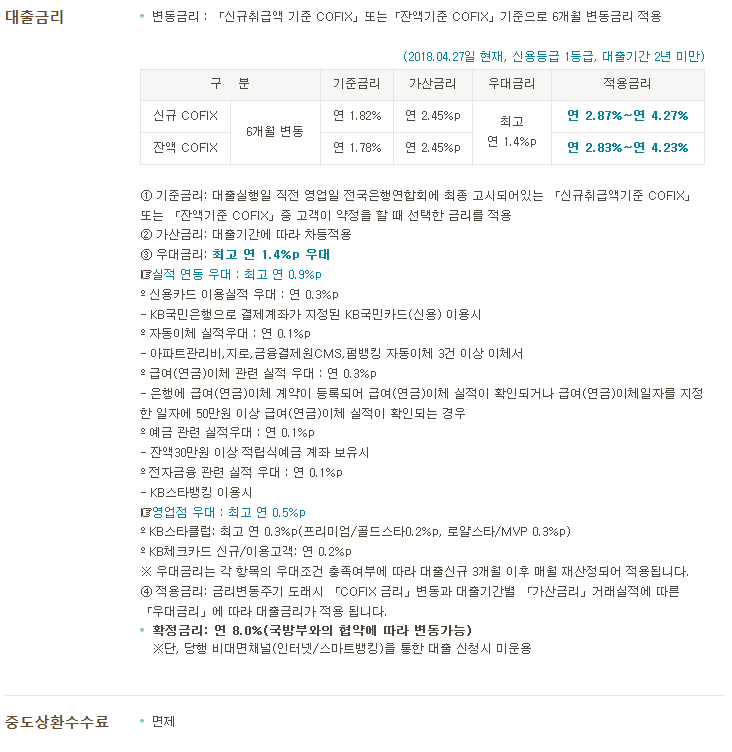 대출금리
• 변동금리 : 「신규취급액 기준 COFIX」또는「잔액기준 COFIX」기준으로 6개월 변동금리 적용
(2018.04.27일 현재, 신용등급 1등급, 대출기간 2년 미만)
구 분 기준금리 가산금리 우대금리 적용금리
신규 COFIX 6개월 변동 연 1.82% 연 2.45%p 최고 연 1.4%p 연 2.87%~연 4.27%
잔액 COFIX 연 1.78% 연 2.45%p 연 2.83%~연 4.23%
① 기준금리: 대출실행일 직전 영업일 전국은행연합회에 최종 고시되어있는 「신규취급액기준 COFIX」
또는 「잔액기준 COFIX」중 고객이 약정을 할 때 선택한 금리를 적용
② 가산금리: 대출기간에 따라 차등적용
③ 우대금리: 최고 연 1.4%p 우대
☞실적 연동 우대 : 최고 연 0.9%p
º 신용카드 이용실적 우대 : 연 0.3%p
- KB국민은행으로 결제계좌가 지정된 KB국민카드(신용) 이용시
º 자동이체 실적우대 : 연 0.1%p
- 아파트관리비,지로,금융결제원CMS,펌뱅킹 자동이체 3건 이상 이체서
º 급여(연금)이체 관련 실적 우대 : 연 0.3%p
- 은행에 급여(연금)이체 계약이 등록되어 급여(연금)이체 실적이 확인되거나 급여(연금)이체일자를 지정
한 일자에 50만원 이상 급여(연금)이체 실적이 확인되는 경우
º 예금 관련 실적우대 : 연 0.1%p
- 잔액30만원 이상 적립식예금 계좌 보유시
º 전자금융 관련 실적 우대 : 연 0.1%p
- KB스타뱅킹 이용시
☞영업점 우대 : 최고 연 0.5%p
º KB스타클럽: 최고 연 0.3%p(프리미엄/골드스타0.2%p, 로얄스타/MVP 0.3%p)
º KB체크카드 신규/이용고객: 연 0.2%p
※ 우대금리는 각 항목의 우대조건 충족여부에 따라 대출신규 3개월 이후 매월 재산정되어 적용됩니다.
④ 적용금리: 금리변동주기 도래시 「COFIX 금리」변동과 대출기간별 「가산금리」거래실적에 따른
「우대금리」에 따라 대출금리가 적용 됩니다.
• 확정금리: 연 8.0%(국방부와의 협약에 따라 변동가능)
※단, 당행 비대면채널(인터넷/스마트뱅킹)을 통한 대출 신청시 미운용
중도상환수수료
• 면제